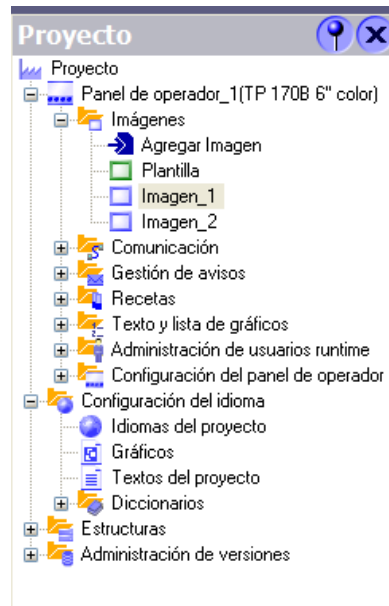 Proyecto
Proyecto
Panel de operador_1(TP 170B 6" color)
Imágenes
Agregar Imagen
Plantilla
Imagen_1
Imagen_2
Comunicación
Gestión de avisos
Recetas
Texto y lista de gráficos
Administración de usuarios runtime
Configuración del panel de operador
Configuración del idioma
Idiomas del proyecto
Gráficos
Textos del proyecto
Diccionarios
Estructuras
Administración de versiones